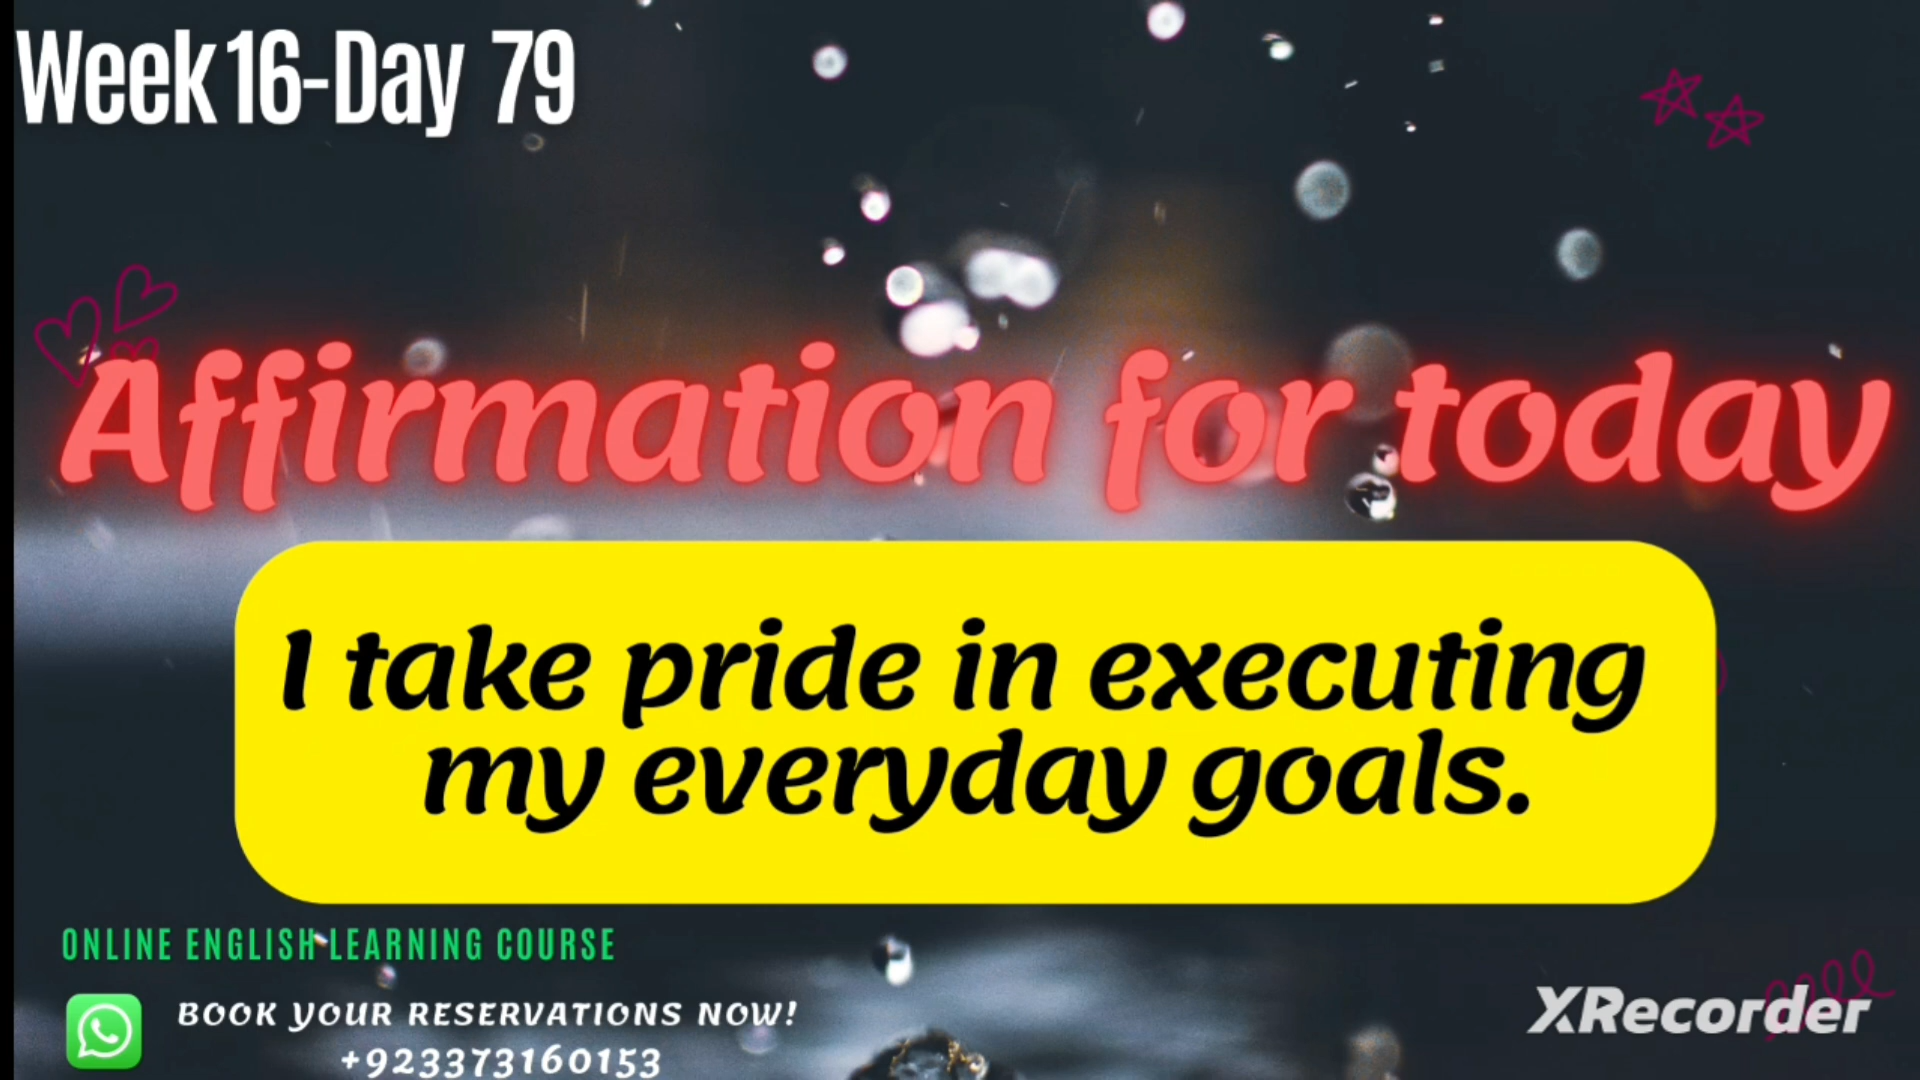 Week 16-Day 79
Affirmation for today
I take pride in executing
my everyday goals.
ONLINE ENGLISH LEARNING COURSE
BOOK YOUR RESERVATIONS NOW!
+923373160153
XRecorder